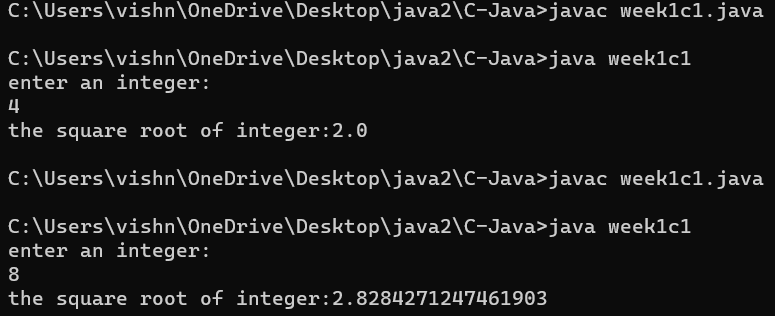 C:\Users\vishn\OneDrive\Desktop\java2\C-Java>javac week1c1.java
C:\Users\vishn\OneDrive\Desktop\java2\C-Java>java week1c1
enter an integer:
4
the square root of integer:2.0
C:\Users\vishn\OneDrive\Desktop\java2\C-Java>javac week1c1.java
C:\Users\vishn\OneDrive\Desktop\java2\C-Java>java week1c1
enter an integer:
8
the square root of integer:2.8284271247461903